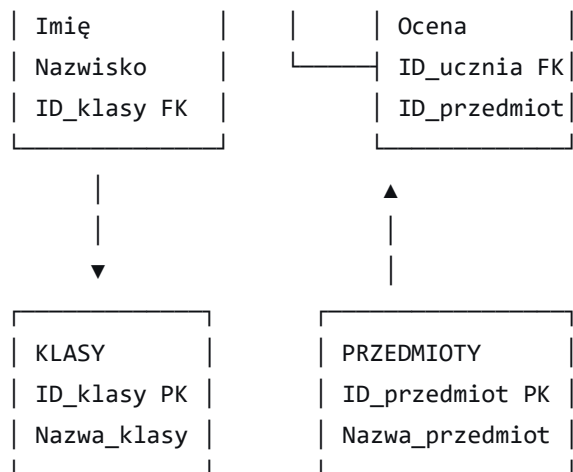 Imię Ocena
Nazwisko ID_ucznia FK
ID_klasy FK ID_przedmiot
KLASY PRZEDMIOTY
ID_klasy PK ID_przedmiot PK
Nazwa_klasy Nazwa_przedmiot